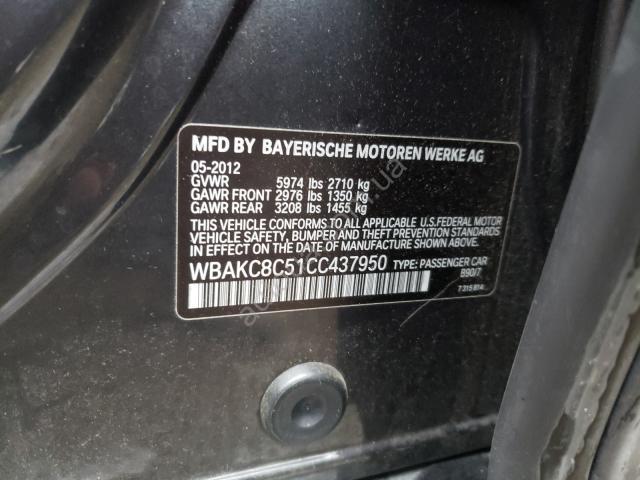 MFD BY BAYERISCHE MOTOREN WERKE AG
05-2012
GVWR 5974 lbs 2710 kg
GAWR FRONT 2976 lbs 1350 kg
GAWR REAR 3208 lbs 1455 kg
THIS VEHICLE CONFORMS TO ALL APPLICABLE U.S.FEDERAL MOTOR
VEHICLE SAFETY, BUMPER AND THEFT PREVENTION STANDARDS
IN EFFECT ON THE DATE OF MANUFACTURE SHOWN ABOVE.
WBAKC8C51CC437950 TYPE: PASSENGER CAR
B90/7
7315814